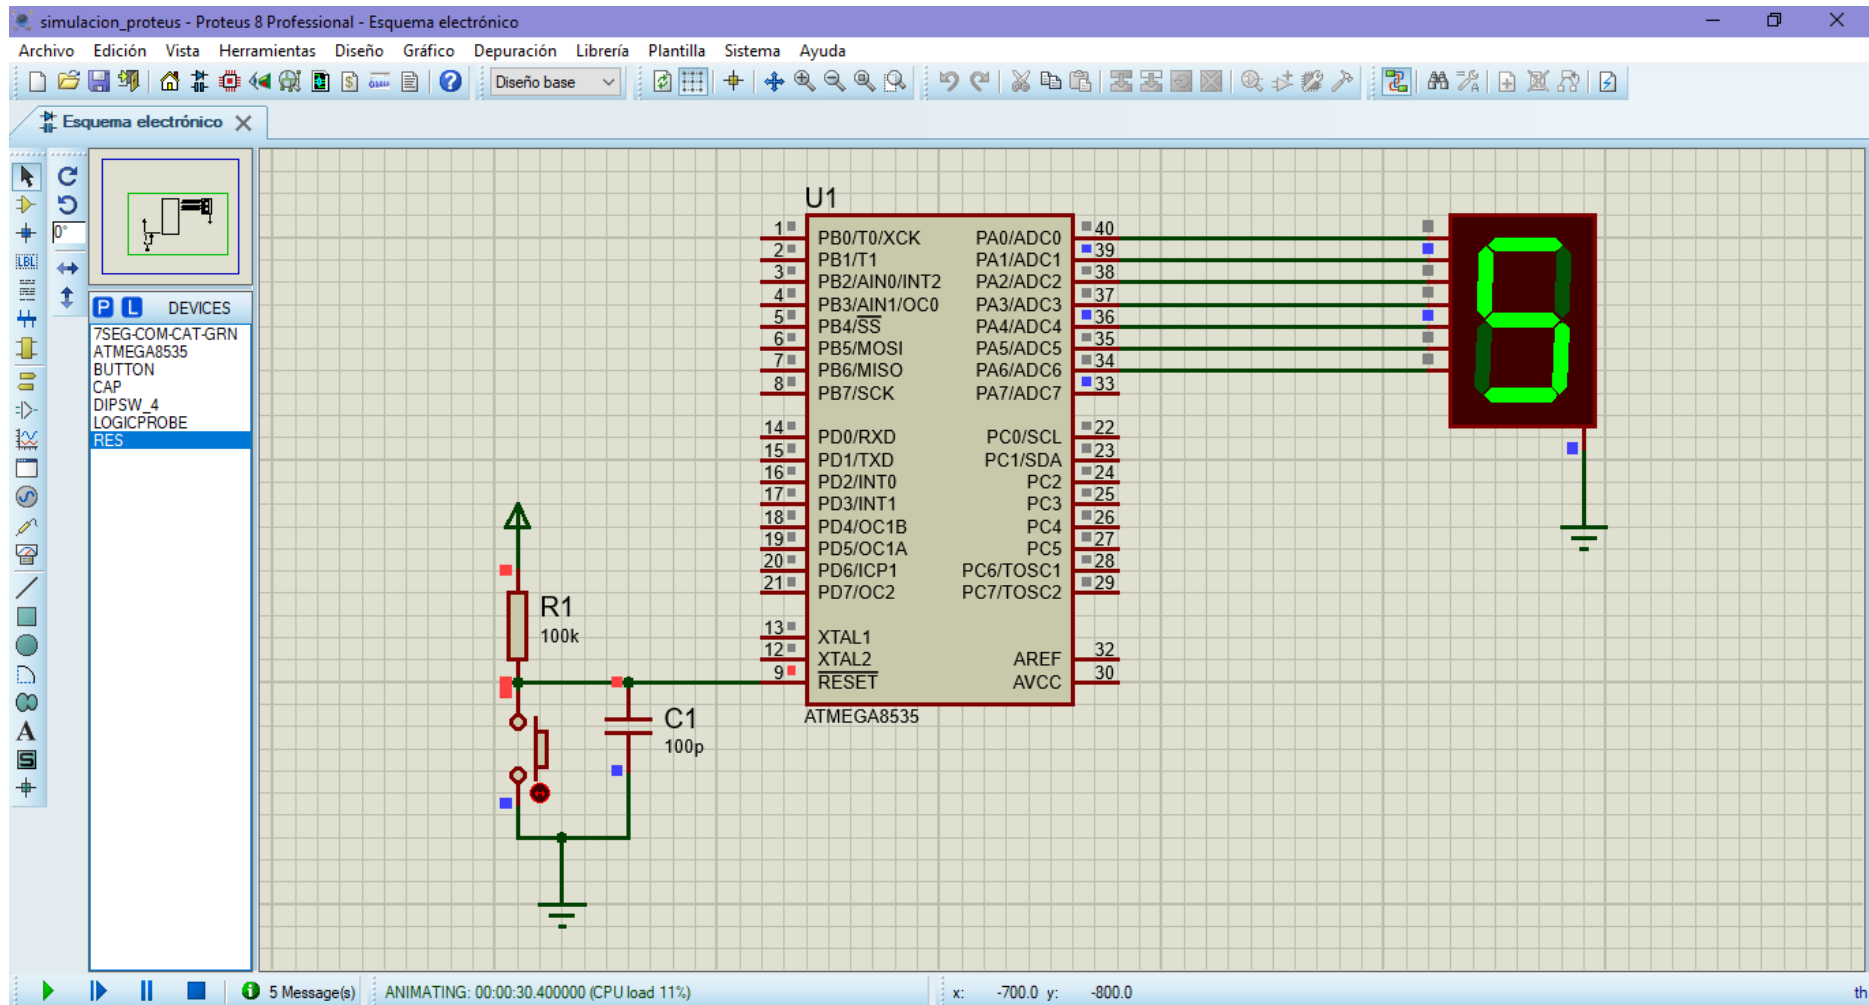 simulacion_proteus - Proteus 8 Professional - Esquema electrónico
Archivo Edición Vista Herramientas Diseño Gráfico Depuración Librería Plantilla Sistema Ayuda
Diseño base
Esquema electrónico
0°
LBL
P L DEVICES
7SEG-COM-CAT-GRN
ATMEGA8535
BUTTON
CAP
DIPSW_4
LOGICPROBE
RES
A
S
U1
1 PB0/T0/XCK PA0/ADC0 40
2 PB1/T1 PA1/ADC1 39
3 PB2/AIN0/INT2 PA2/ADC2 38
4 PB3/AIN1/OC0 PA3/ADC3 37
5 PB4/SS PA4/ADC4 36
6 PB5/MOSI PA5/ADC5 35
7 PB6/MISO PA6/ADC6 34
8 PB7/SCK PA7/ADC7 33
14 PD0/RXD PC0/SCL 22
15 PD1/TXD PC1/SDA 23
16 PD2/INT0 PC2 24
17 PD3/INT1 PC3 25
18 PD4/OC1B PC4 26
19 PD5/OC1A PC5 27
20 PD6/ICP1 PC6/TOSC1 28
21 PD7/OC2 PC7/TOSC2 29
13 XTAL1
12 XTAL2 AREF 32
9 RESET AVCC 30
ATMEGA8535
5
R1
100k
C1
100p
5 Message(s) ANIMATING: 00:00:30.400000 (CPU load 11%) x: -700.0 y: -800.0 th